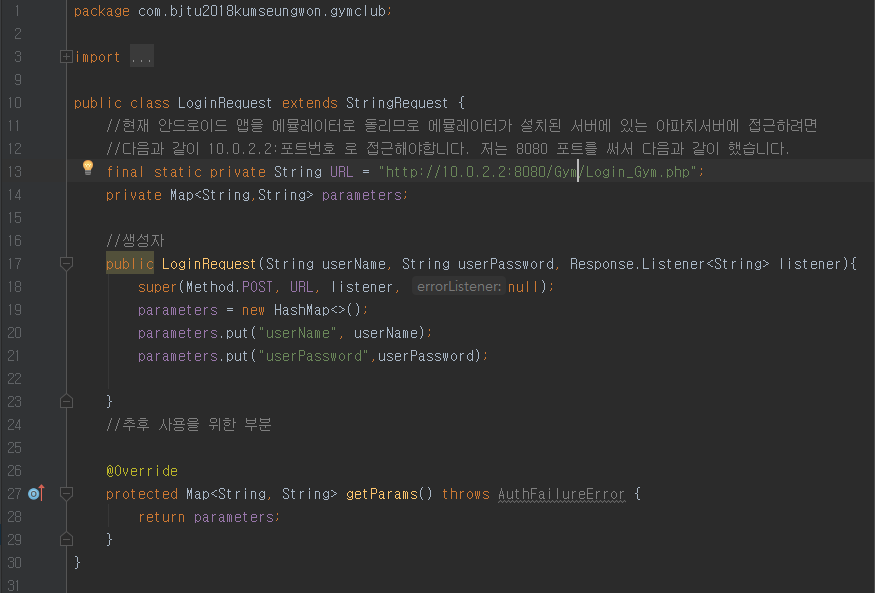 1 package com.bjtu2018kumseungwon.gymclub;
2
3 import ...
9
10 public class LoginRequest extends StringRequest {
11 //현재 안드로이드 앱을 에뮬레이터로 돌리므로 에뮬레이터가 설치된 서버에 있는 아파치서버에 접근하려면
12 //다음과 같이 10.0.2.2:포트번호 로 접근해야합니다. 저는 8080 포트를 써서 다음과 같이 했습니다.
13 final static private String URL = "http://10.0.2.2:8080/Gym/Login_Gym.php";
14 private Map<String,String> parameters;
15
16 //생성자
17 public LoginRequest(String userName, String userPassword, Response.Listener<String> listener){
18 super(Method.POST, URL, listener, errorListener: null);
19 parameters = new HashMap<>();
20 parameters.put("userName", userName);
21 parameters.put("userPassword",userPassword);
22
23 }
24 //추후 사용을 위한 부분
25
26 @Override
27 protected Map<String, String> getParams() throws AuthFailureError {
28 return parameters;
29 }
30 }
31